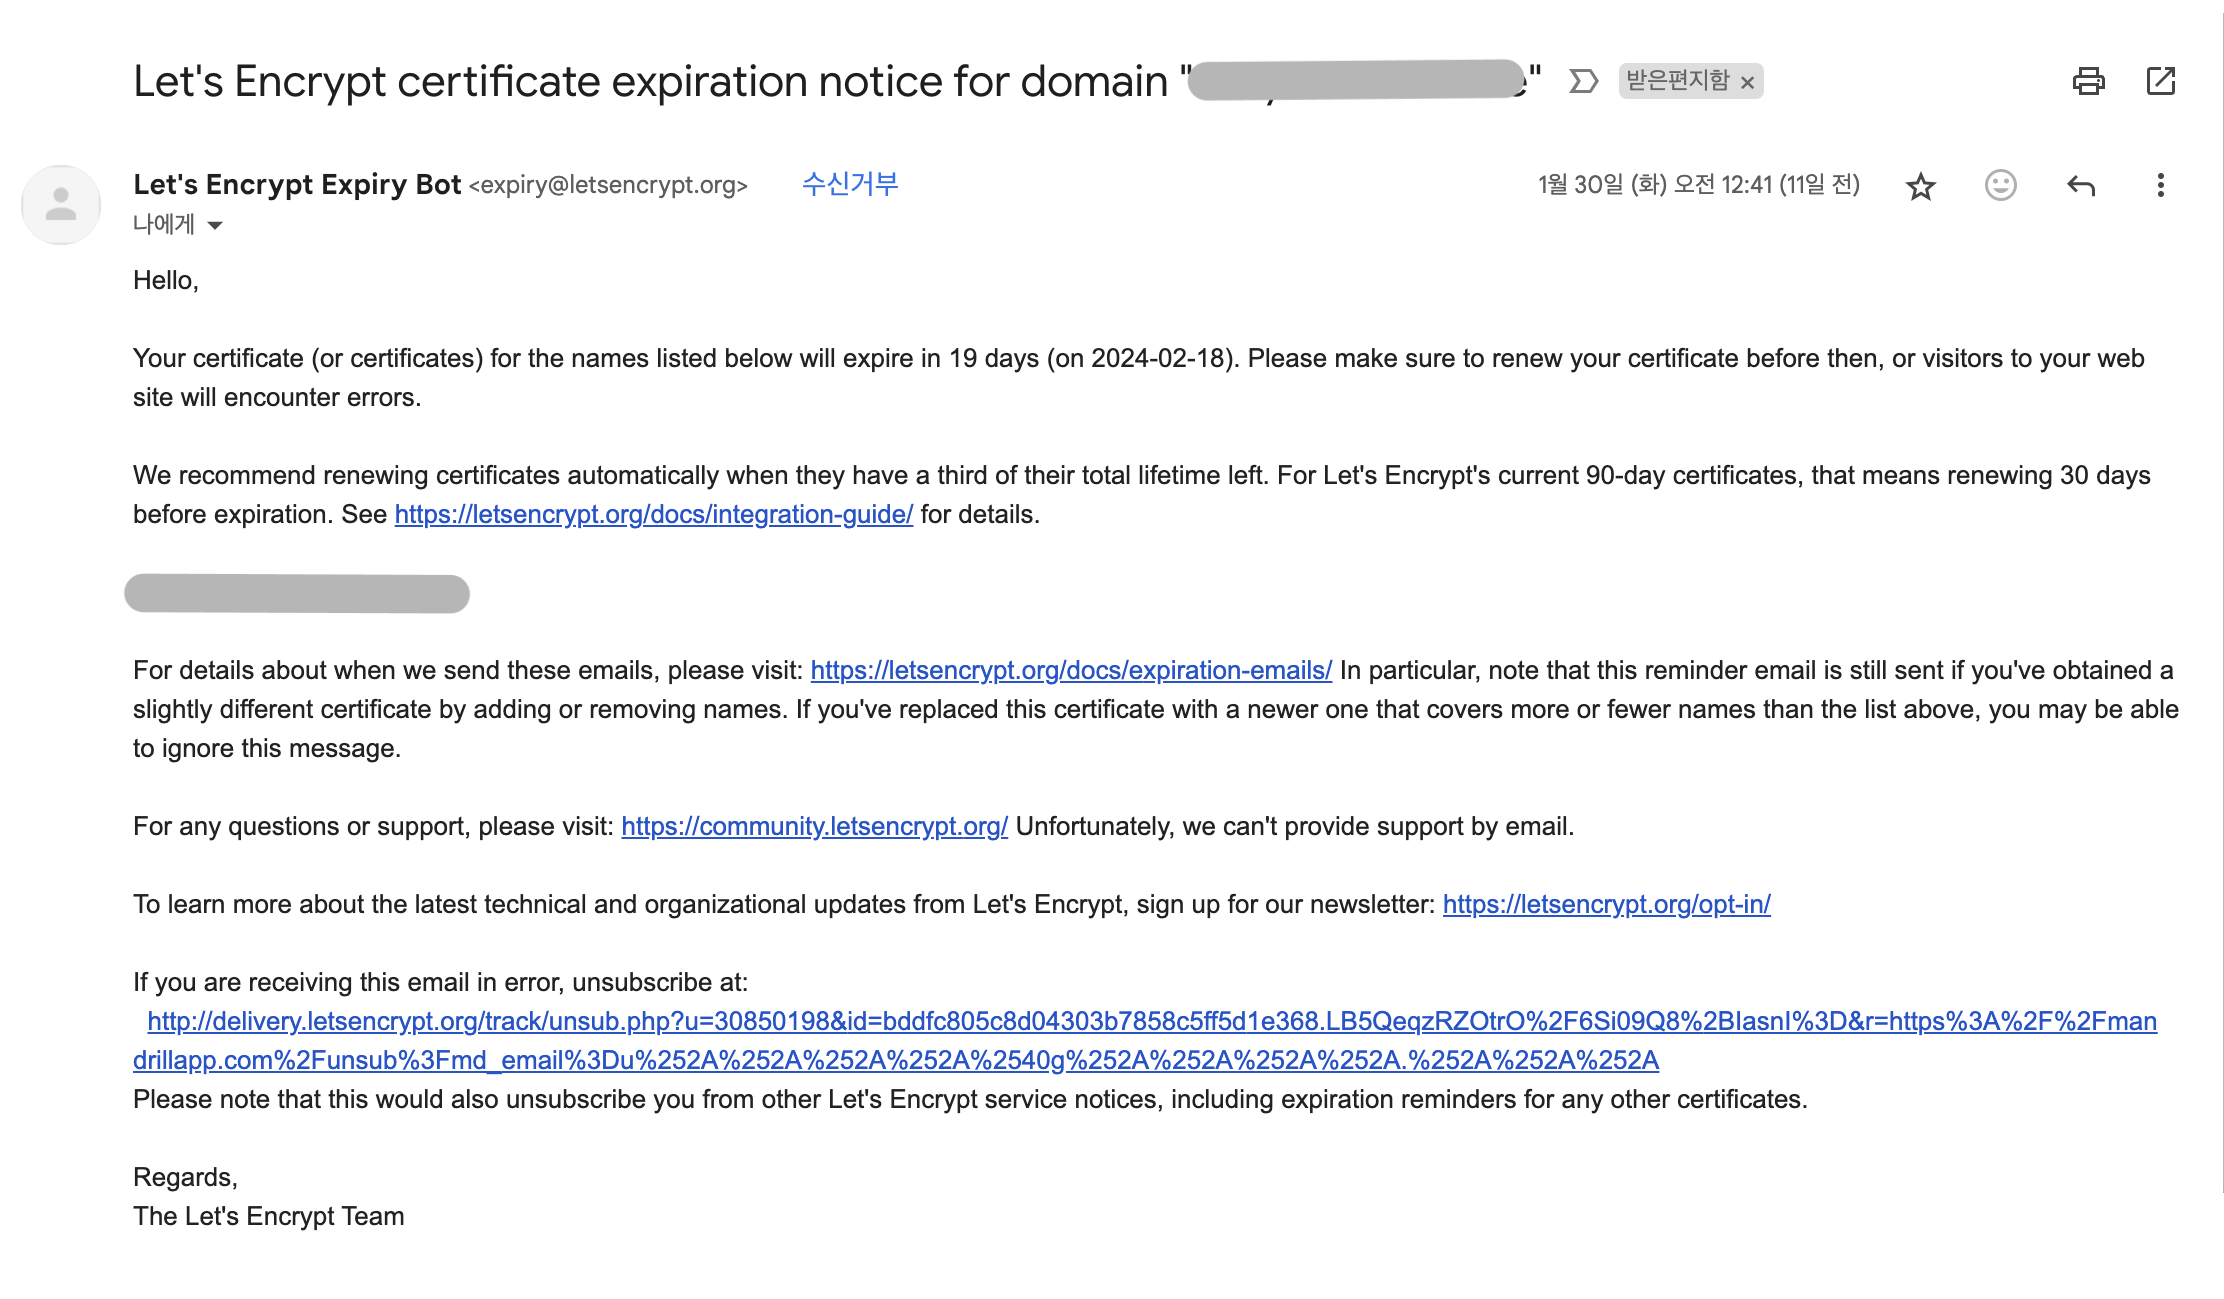 Let's Encrypt certificate expiration notice for domain " " 받은편지함 ×
Let's Encrypt Expiry Bot <expiry@letsencrypt.org> 수신거부 1월 30일 (화) 오전 12:41 (11일 전)
나에게
Hello,
Your certificate (or certificates) for the names listed below will expire in 19 days (on 2024-02-18). Please make sure to renew your certificate before then, or visitors to your web
site will encounter errors.
We recommend renewing certificates automatically when they have a third of their total lifetime left. For Let's Encrypt's current 90-day certificates, that means renewing 30 days
before expiration. See https://letsencrypt.org/docs/integration-guide/ for details.
For details about when we send these emails, please visit: https://letsencrypt.org/docs/expiration-emails/ In particular, note that this reminder email is still sent if you've obtained a
slightly different certificate by adding or removing names. If you've replaced this certificate with a newer one that covers more or fewer names than the list above, you may be able
to ignore this message.
For any questions or support, please visit: https://community.letsencrypt.org/ Unfortunately, we can't provide support by email.
To learn more about the latest technical and organizational updates from Let's Encrypt, sign up for our newsletter: https://letsencrypt.org/opt-in/
If you are receiving this email in error, unsubscribe at:
http://delivery.letsencrypt.org/track/unsub.php?u=30850198&id=bddfc805c8d04303b7858c5ff5d1e368.LB5QeqzRZOtrO%2F6Si09Q8%2BIasnI%3D&r=https%3A%2F%2Fman
drillapp.com%2Funsub%3Fmd_email%3Du%252A%252A%252A%252A%2540g%252A%252A%252A%252A.%252A%252A%252A
Please note that this would also unsubscribe you from other Let's Encrypt service notices, including expiration reminders for any other certificates.
Regards,
The Let's Encrypt Team